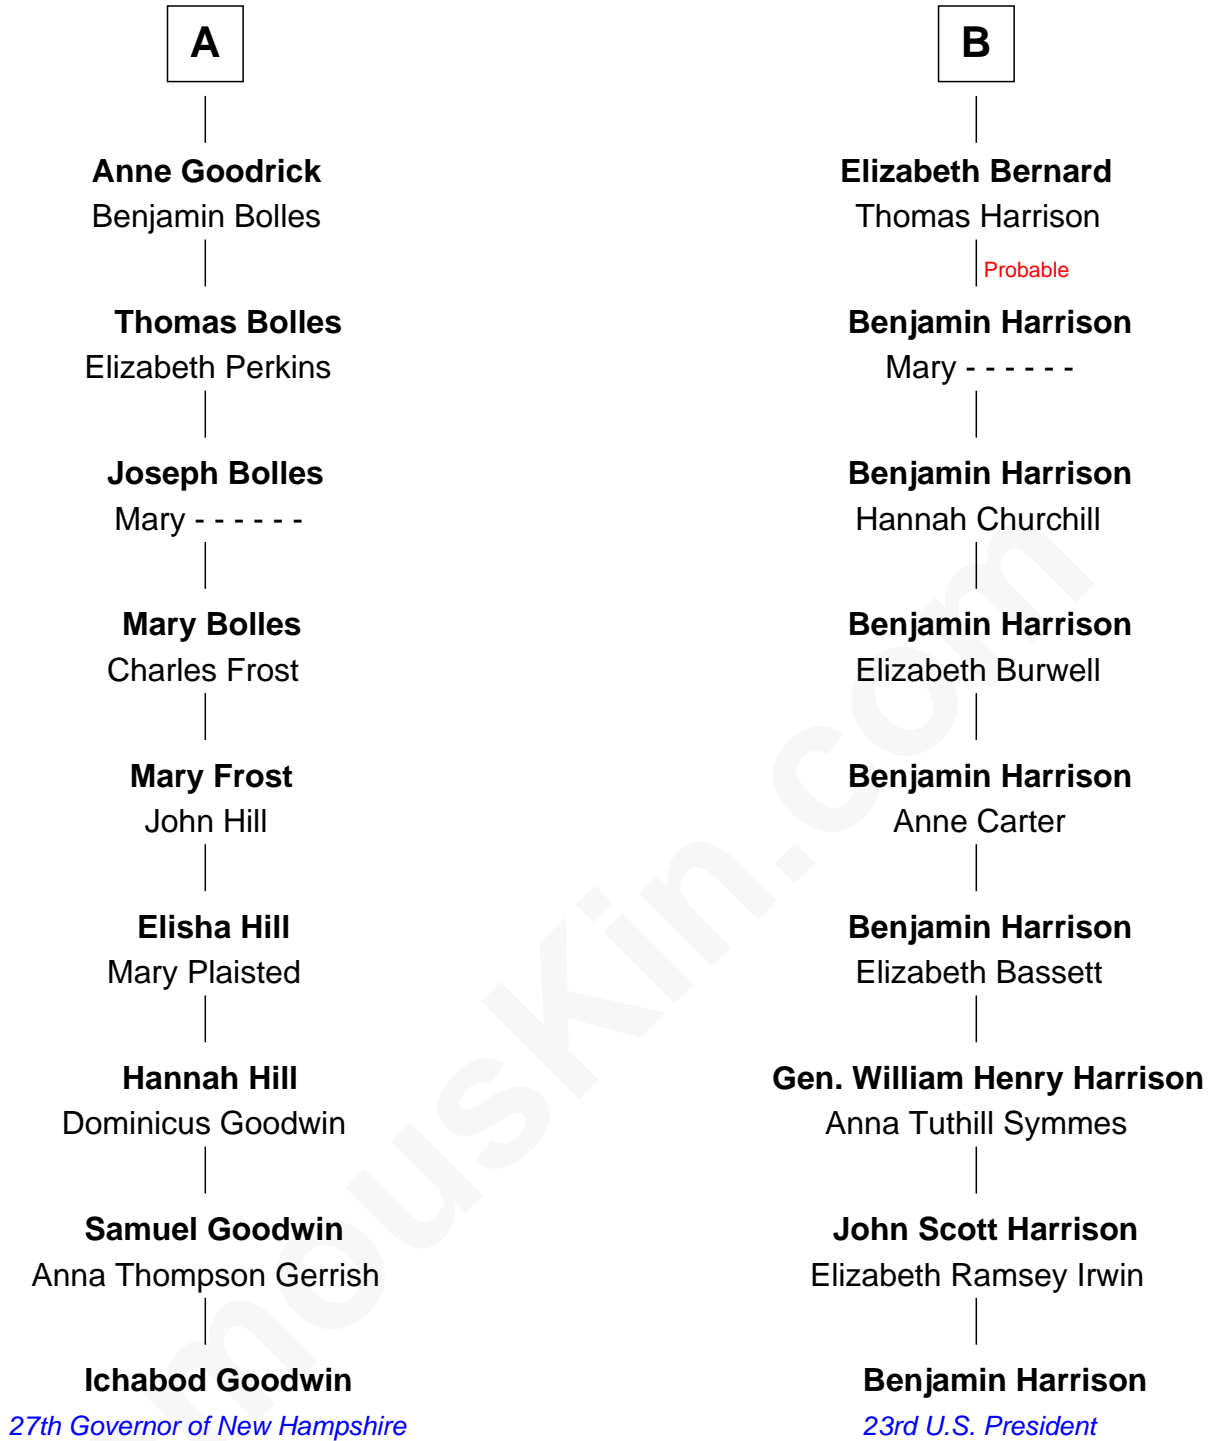 A
Anne Goodrick
Benjamin Bolles
Thomas Bolles
Elizabeth Perkins
Joseph Bolles
Mary - - - - - -
Mary Bolles
Charles Frost
Mary Frost
John Hill
Elisha Hill
Mary Plaisted
Hannah Hill
Dominicus Goodwin
Samuel Goodwin
Anna Thompson Gerrish
Ichabod Goodwin
27th Governor of New Hampshire
B
Elizabeth Bernard
Thomas Harrison
Probable
Benjamin Harrison
Mary - - - - - -
Benjamin Harrison
Hannah Churchill
Benjamin Harrison
Elizabeth Burwell
Benjamin Harrison
Anne Carter
Benjamin Harrison
Elizabeth Bassett
Gen. William Henry Harrison
Anna Tuthill Symmes
John Scott Harrison
Elizabeth Ramsey Irwin
Benjamin Harrison
23rd U.S. President
mousKin.com